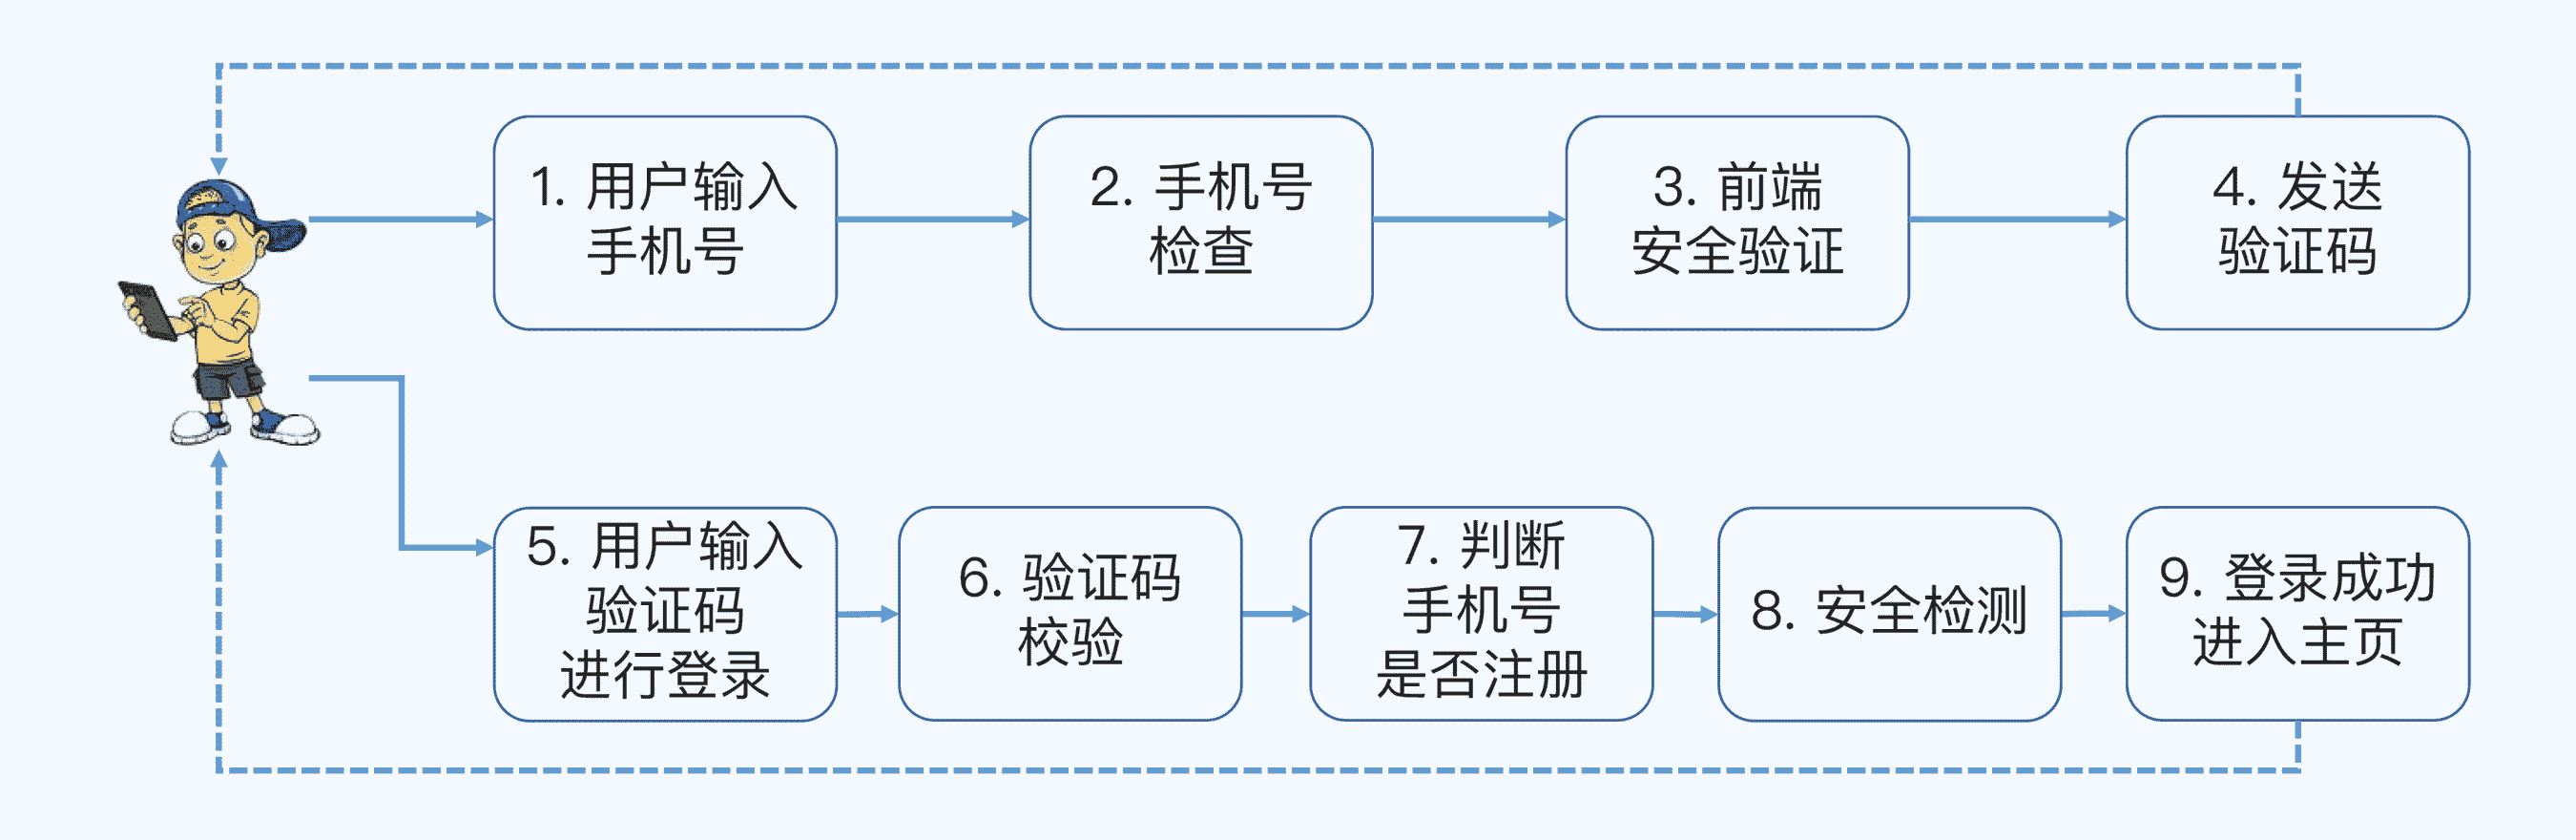 1. 用户输入
手机号
2. 手机号
检查
3. 前端
安全验证
4. 发送
验证码
5. 用户输入
验证码
进行登录
6. 验证码
校验
7. 判断
手机号
是否注册
8. 安全检测
9. 登录成功
进入主页